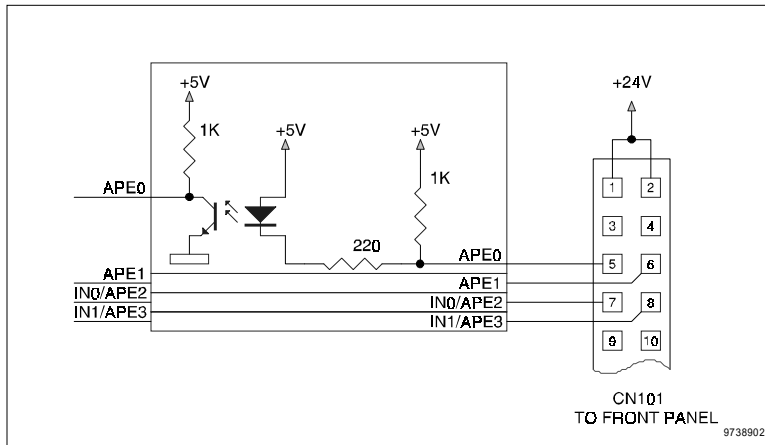 +24V
+5V
1K
+5V
+5V
1K
APE0
220
APE0
APE1
APE1
IN0/APE2
IN0/APE2
IN1/APE3
IN1/APE3
1 2
3 4
5 6
7 8
9 10
CN101
TO FRONT PANEL
9738902